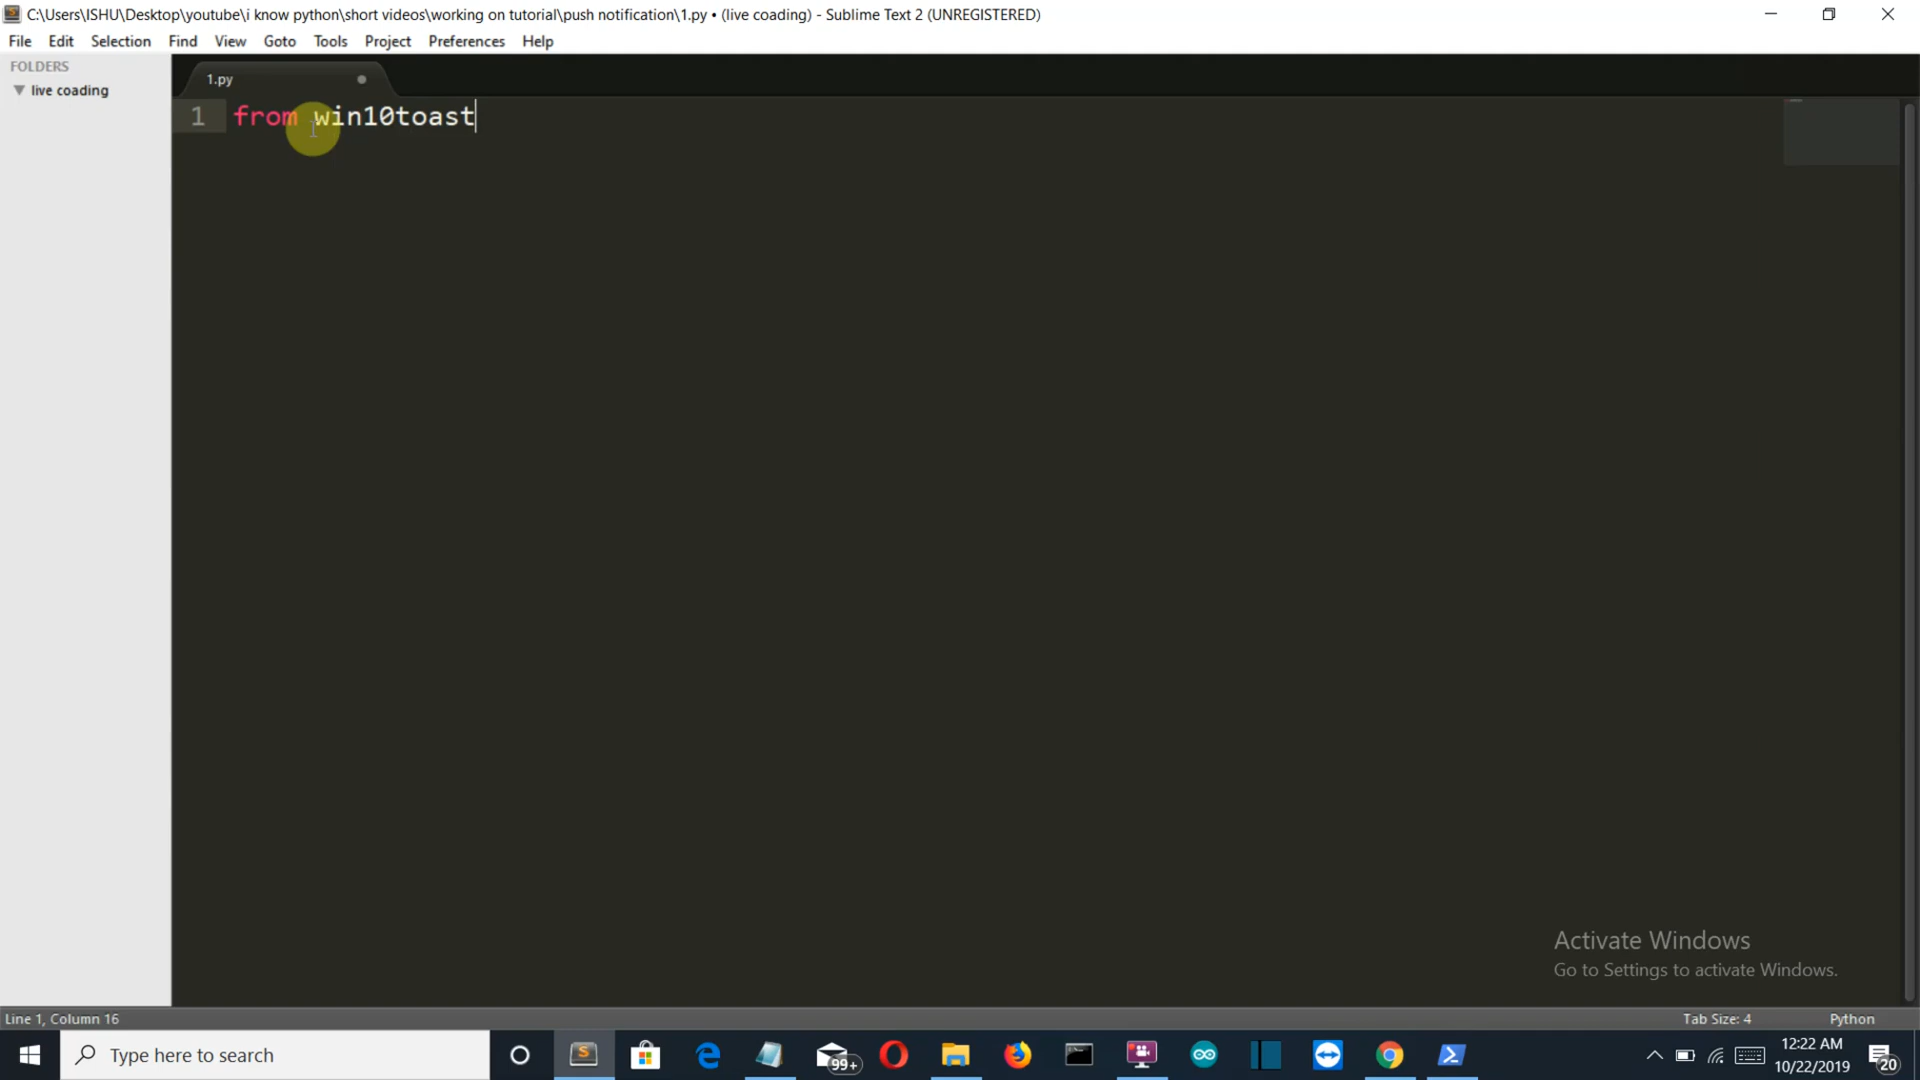 C:\Users\ISHU\Desktop\youtube\i know python\short videos\working on tutorial\push notification\1.py • (live coading) - Sublime Text 2 (UNREGISTERED)
File Edit Selection Find View Goto Tools Project Preferences Help
FOLDERS
live coading
1.py
1 from win10toast
Activate Windows
Go to Settings to activate Windows.
Line 1, Column 16
Tab Size: 4
Python
Type here to search
99+
12:22 AM
10/22/2019
20